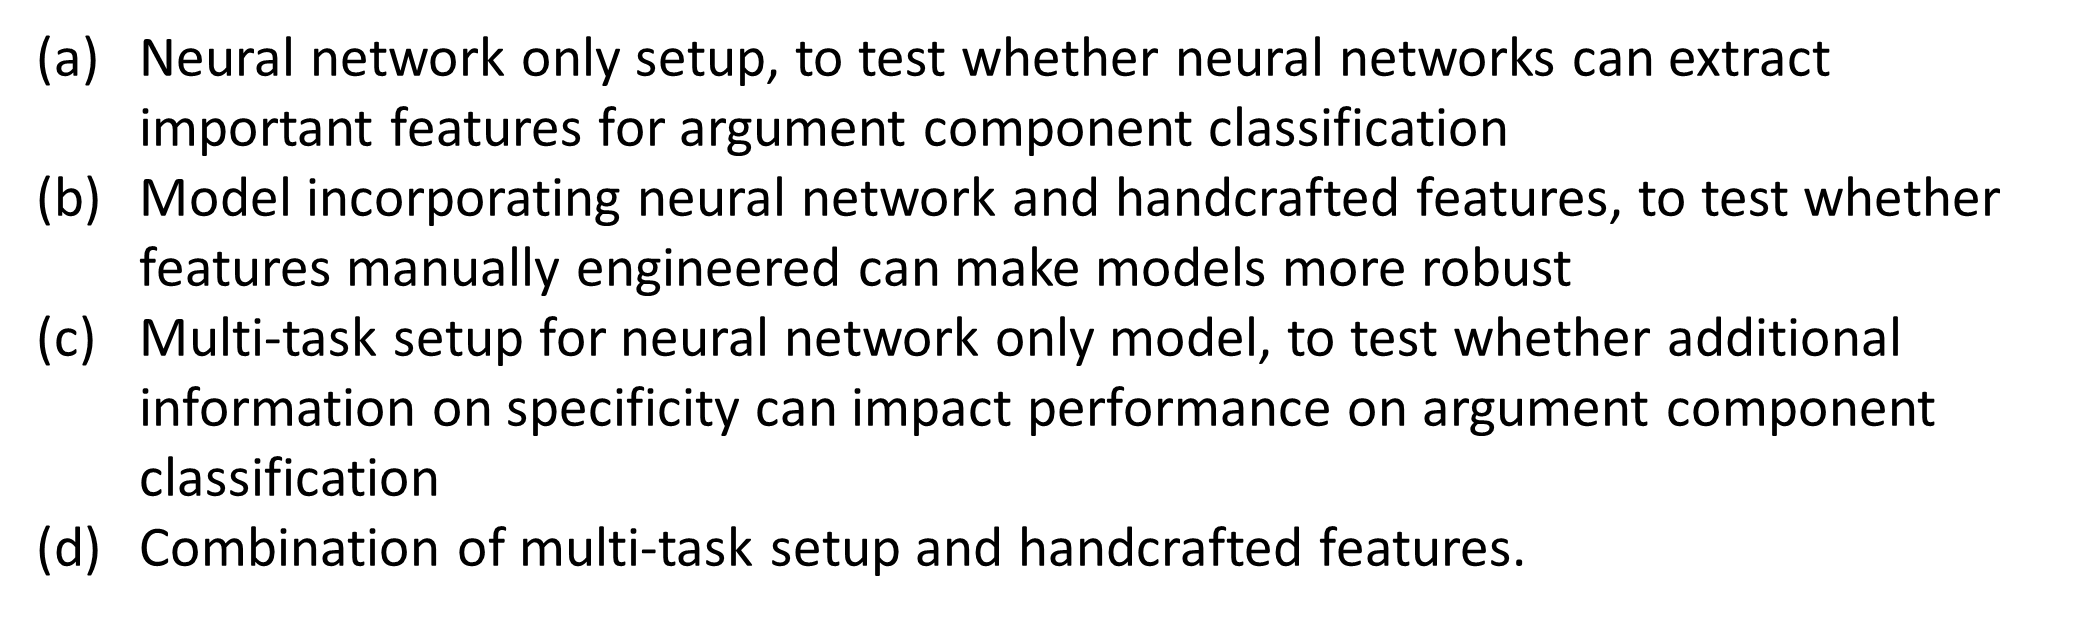 (a) Neural network only setup, to test whether neural networks can extract
important features for argument component classification
(b) Model incorporating neural network and handcrafted features, to test whether
features manually engineered can make models more robust
(c) Multi-task setup for neural network only model, to test whether additional
information on specificity can impact performance on argument component
classification
(d) Combination of multi-task setup and handcrafted features.